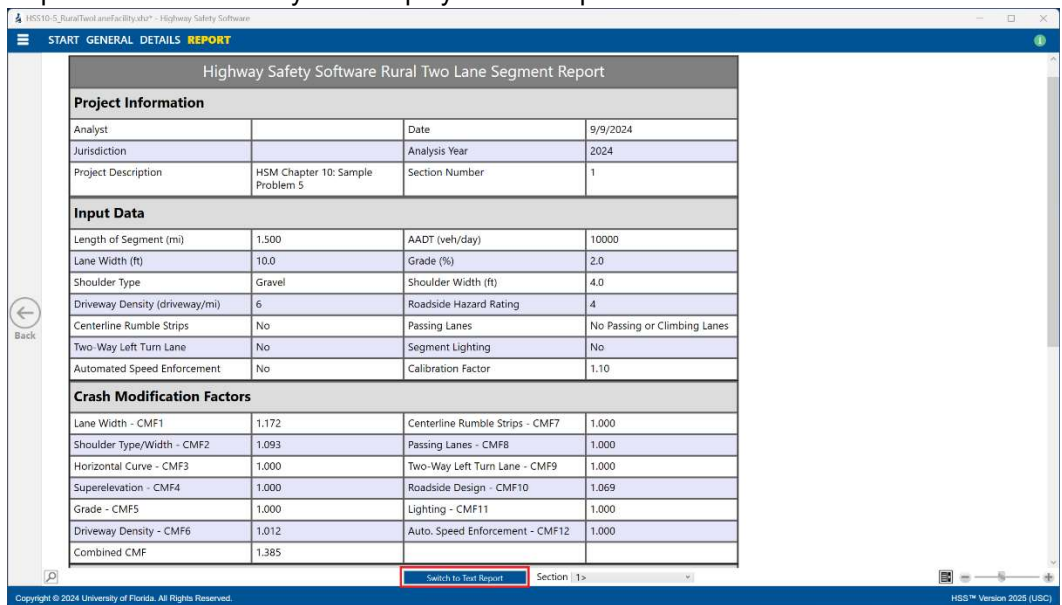 HSS10-5_RuralTwoLaneFacility.xhz* - Highway Safety Software
START GENERAL DETAILS REPORT
Highway Safety Software Rural Two Lane Segment Report
Project Information
Analyst Date 9/9/2024
Jurisdiction Analysis Year 2024
Project Description HSM Chapter 10: Sample Problem 5 Section Number 1
Input Data
Length of Segment (mi) 1.500 AADT (veh/day) 10000
Lane Width (ft) 10.0 Grade (%) 2.0
Shoulder Type Gravel Shoulder Width (ft) 4.0
Driveway Density (driveway/mi) 6 Roadside Hazard Rating 4
Centerline Rumble Strips No Passing Lanes No Passing or Climbing Lanes
Two-Way Left Turn Lane No Segment Lighting No
Automated Speed Enforcement No Calibration Factor 1.10
Back
Crash Modification Factors
Lane Width - CMF1 1.172 Centerline Rumble Strips - CMF7 1.000
Shoulder Type/Width - CMF2 1.093 Passing Lanes - CMF8 1.000
Horizontal Curve - CMF3 1.000 Two-Way Left Turn Lane - CMF9 1.000
Superelevation - CMF4 1.000 Roadside Design - CMF10 1.069
Grade - CMF5 1.000 Lighting - CMF11 1.000
Driveway Density - CMF6 1.012 Auto. Speed Enforcement - CMF12 1.000
Combined CMF 1.385
Switch to Text Report Section 1>
Copyright © 2024 University of Florida. All Rights Reserved. HSS™ Version 2025 (USC)